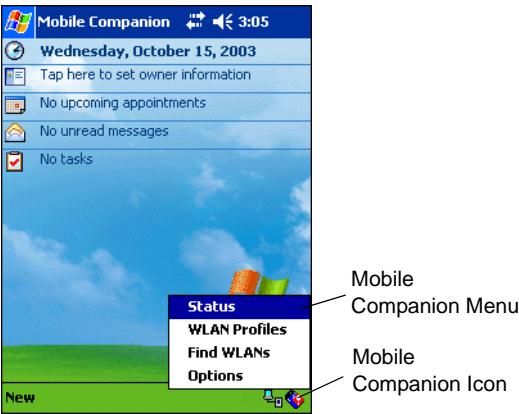 Mobile Companion 3:05
Wednesday, October 15, 2003
Tap here to set owner information
No upcoming appointments
No unread messages
No tasks
Status
WLAN Profiles
Find WLANs
Options
New
Mobile
Companion Menu
Mobile
Companion Icon